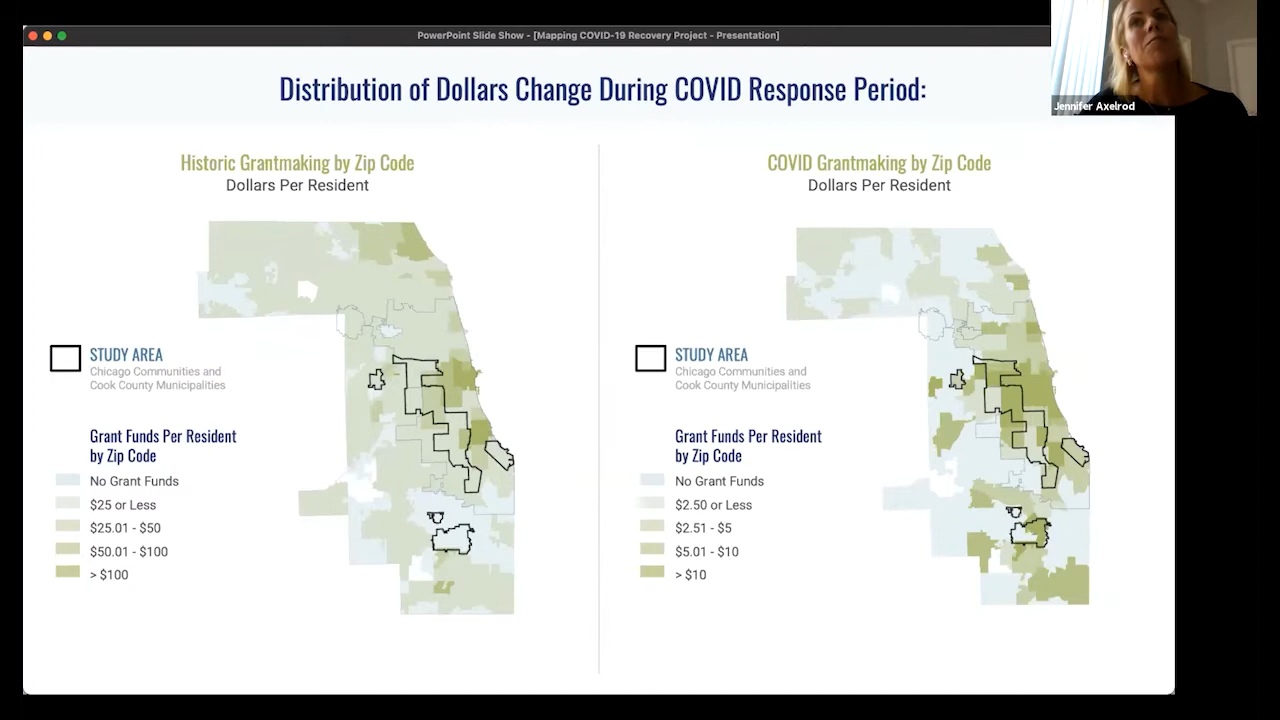 PowerPoint Slide Show - [Mapping COVID-19 Recovery Project - Presentation]
Jennifer Axelrod
Distribution of Dollars Change During COVID Response Period:
Historic Grantmaking by Zip Code
Dollars Per Resident
STUDY AREA
Chicago Communities and
Cook County Municipalities
Grant Funds Per Resident
by Zip Code
No Grant Funds
$25 or Less
$25.01 - $50
$50.01 - $100
> $100
COVID Grantmaking by Zip Code
Dollars Per Resident
STUDY AREA
Chicago Communities and
Cook County Municipalities
Grant Funds Per Resident
by Zip Code
No Grant Funds
$2.50 or Less
$2.51 - $5
$5.01 - $10
> $10